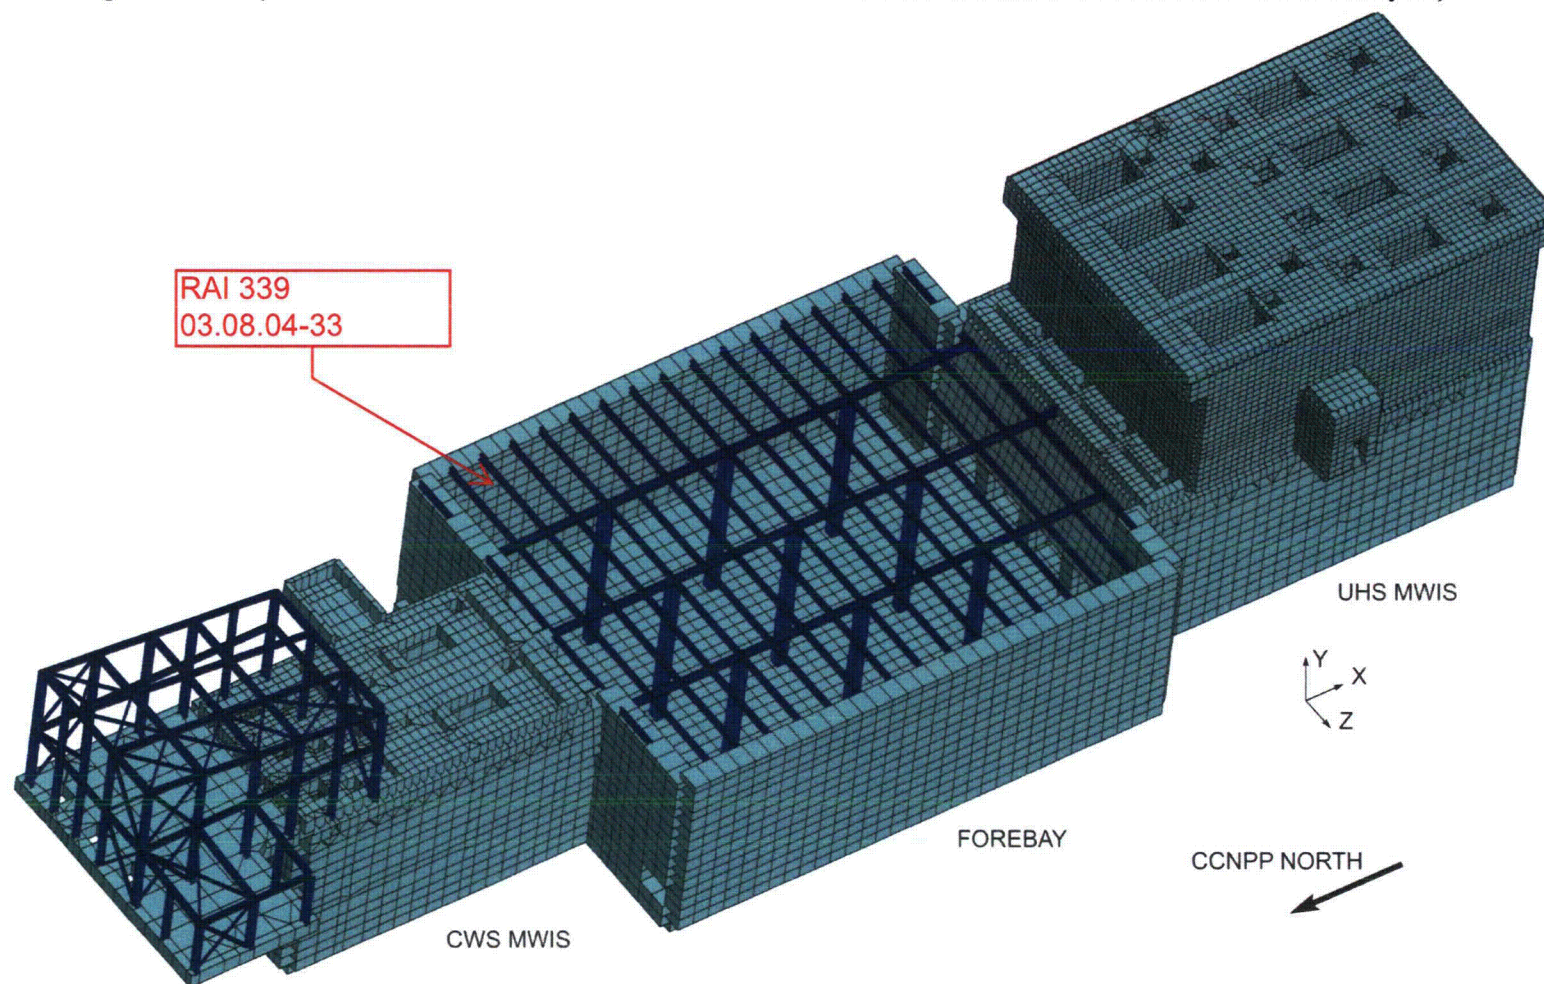 RAI 339
03.08.04-33
UHS MWIS
Y
X
Z
FOREBAY
CCNPP NORTH
CWS MWIS